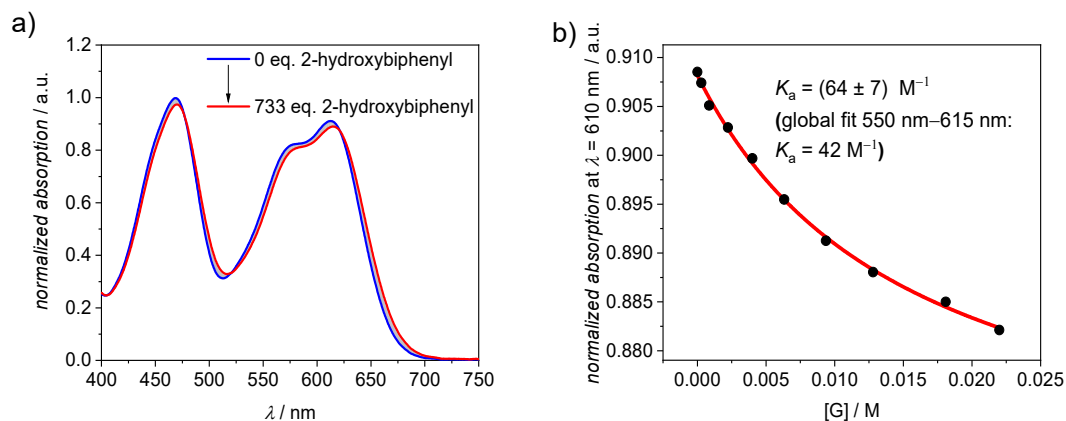 a)
1.2
1.0
0.8
0.6
0.4
0.2
0.0
normalized absorption / a.u.
0 eq. 2-hydroxybiphenyl
733 eq. 2-hydroxybiphenyl
400 450 500 550 600 650 700 750
λ / nm
b)
0.910
0.905
0.900
0.895
0.890
0.885
0.880
normalized absorption at λ = 610 nm / a.u.
Kₐ = (64 ± 7) M⁻¹
(global fit 550 nm–615 nm:
Kₐ = 42 M⁻¹)
0.000 0.005 0.010 0.015 0.020 0.025
[G] / M